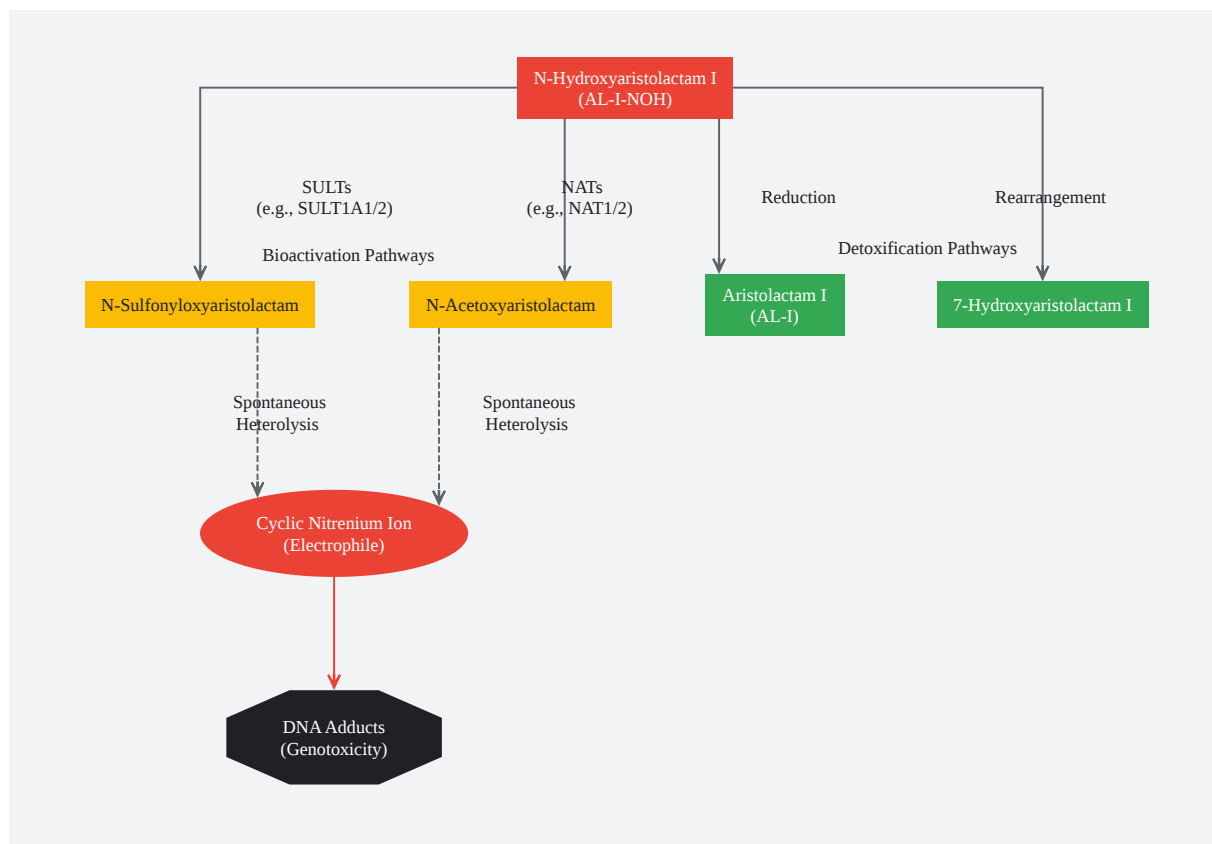 N-Hydroxyaristolactam I
(AL-I-NOH)
SULTs
(e.g., SULT1A1/2)
NATs
(e.g., NAT1/2)
Reduction
Rearrangement
Bioactivation Pathways
Detoxification Pathways
N-Sulfonyloxyaristolactam
N-Acetoxyaristolactam
Aristolactam I
(AL-I)
7-Hydroxyaristolactam I
Spontaneous
Heterolysis
Spontaneous
Heterolysis
Cyclic Nitrenium Ion
(Electrophile)
DNA Adducts
(Genotoxicity)